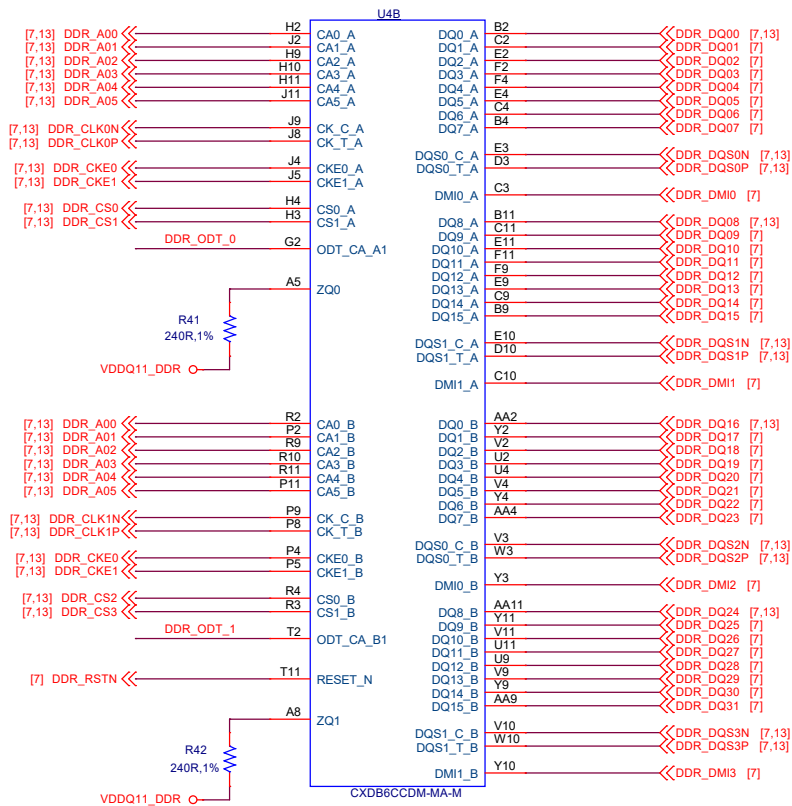 U4B
[7,13] DDR_A00 H2 CA0_A DQ0_A B2 DDR_DQ00 [7,13]
[7,13] DDR_A01 J2 CA1_A DQ1_A C2 DDR_DQ01 [7]
[7,13] DDR_A02 H9 CA2_A DQ2_A E2 DDR_DQ02 [7]
[7,13] DDR_A03 H10 CA3_A DQ3_A F2 DDR_DQ03 [7]
[7,13] DDR_A04 H11 CA4_A DQ4_A F4 DDR_DQ04 [7]
[7,13] DDR_A05 J11 CA5_A DQ5_A E4 DDR_DQ05 [7]
DQ6_A C4 DDR_DQ06 [7]
[7,13] DDR_CLK0N J9 CK_C_A DQ7_A B4 DDR_DQ07 [7]
[7,13] DDR_CLK0P J8 CK_T_A
DQS0_C_A E3 DDR_DQS0N [7,13]
[7,13] DDR_CKE0 J4 CKE0_A DQS0_T_A D3 DDR_DQS0P [7,13]
[7,13] DDR_CKE1 J5 CKE1_A
DMI0_A C3 DDR_DMI0 [7]
[7,13] DDR_CS0 H4 CS0_A
[7,13] DDR_CS1 H3 CS1_A DQ8_A B11 DDR_DQ08 [7,13]
DQ9_A C11 DDR_DQ09 [7]
DDR_ODT_0 G2 ODT_CA_A1 DQ10_A E11 DDR_DQ10 [7]
DQ11_A F11 DDR_DQ11 [7]
DQ12_A F9 DDR_DQ12 [7]
A5 ZQ0 DQ13_A E9 DDR_DQ13 [7]
DQ14_A C9 DDR_DQ14 [7]
R41 DQ15_A B9 DDR_DQ15 [7]
240R,1%
DQS1_C_A E10 DDR_DQS1N [7,13]
DQS1_T_A D10 DDR_DQS1P [7,13]
VDDQ11_DDR
DMI1_A C10 DDR_DMI1 [7]
[7,13] DDR_A00 R2 CA0_B DQ0_B AA2 DDR_DQ16 [7,13]
[7,13] DDR_A01 P2 CA1_B DQ1_B Y2 DDR_DQ17 [7]
[7,13] DDR_A02 R9 CA2_B DQ2_B V2 DDR_DQ18 [7]
[7,13] DDR_A03 R10 CA3_B DQ3_B U2 DDR_DQ19 [7]
[7,13] DDR_A04 R11 CA4_B DQ4_B U4 DDR_DQ20 [7]
[7,13] DDR_A05 P11 CA5_B DQ5_B V4 DDR_DQ21 [7]
DQ6_B Y4 DDR_DQ22 [7]
[7,13] DDR_CLK1N P9 CK_C_B DQ7_B AA4 DDR_DQ23 [7]
[7,13] DDR_CLK1P P8 CK_T_B
DQS0_C_B V3 DDR_DQS2N [7,13]
[7,13] DDR_CKE0 P4 CKE0_B DQS0_T_B W3 DDR_DQS2P [7,13]
[7,13] DDR_CKE1 P5 CKE1_B
DMI0_B Y3 DDR_DMI2 [7]
[7,13] DDR_CS2 R4 CS0_B
[7,13] DDR_CS3 R3 CS1_B DQ8_B AA11 DDR_DQ24 [7,13]
DQ9_B Y11 DDR_DQ25 [7]
DDR_ODT_1 T2 ODT_CA_B1 DQ10_B V11 DDR_DQ26 [7]
DQ11_B U11 DDR_DQ27 [7]
DQ12_B U9 DDR_DQ28 [7]
[7] DDR_RSTN T11 RESET_N DQ13_B V9 DDR_DQ29 [7]
DQ14_B Y9 DDR_DQ30 [7]
DQ15_B AA9 DDR_DQ31 [7]
A8 ZQ1
DQS1_C_B V10 DDR_DQS3N [7,13]
R42 DQS1_T_B W10 DDR_DQS3P [7,13]
240R,1%
DMI1_B Y10 DDR_DMI3 [7]
VDDQ11_DDR
CXDB6CCDM-MA-M